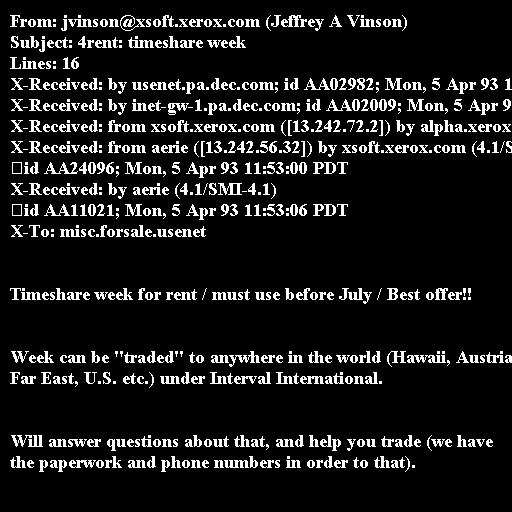 From: jvinson@xsoft.xerox.com (Jeffrey A Vinson)
Subject: 4rent: timeshare week
Lines: 16
X-Received: by usenet.pa.dec.com; id AA02982; Mon, 5 Apr 93 1
X-Received: by inet-gw-1.pa.dec.com; id AA02009; Mon, 5 Apr 9
X-Received: from xsoft.xerox.com ([13.242.72.2]) by alpha.xerox
X-Received: from aerie ([13.242.56.32]) by xsoft.xerox.com (4.1/S
id AA24096; Mon, 5 Apr 93 11:53:00 PDT
X-Received: by aerie (4.1/SMI-4.1)
id AA11021; Mon, 5 Apr 93 11:53:06 PDT
X-To: misc.forsale.usenet
Timeshare week for rent / must use before July / Best offer!!
Week can be "traded" to anywhere in the world (Hawaii, Austria
Far East, U.S. etc.) under Interval International.
Will answer questions about that, and help you trade (we have
the paperwork and phone numbers in order to that).